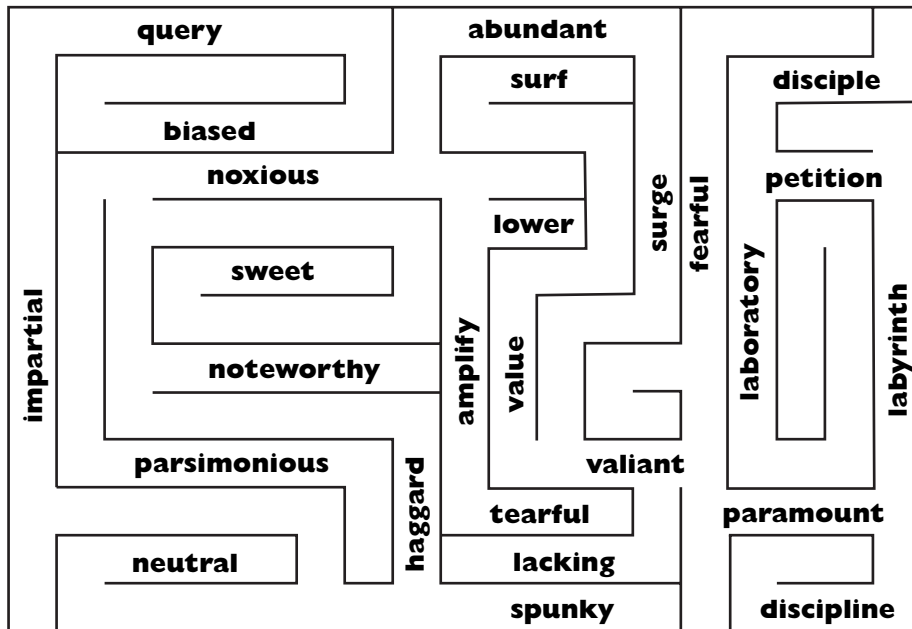 query
abundant
surf
disciple
biased
noxious
petition
surge
fearful
lower
sweet
laboratory
labyrinth
impartial
noteworthy
amplify
value
parsimonious
haggard
valiant
tearful
paramount
neutral
lacking
spunky
discipline